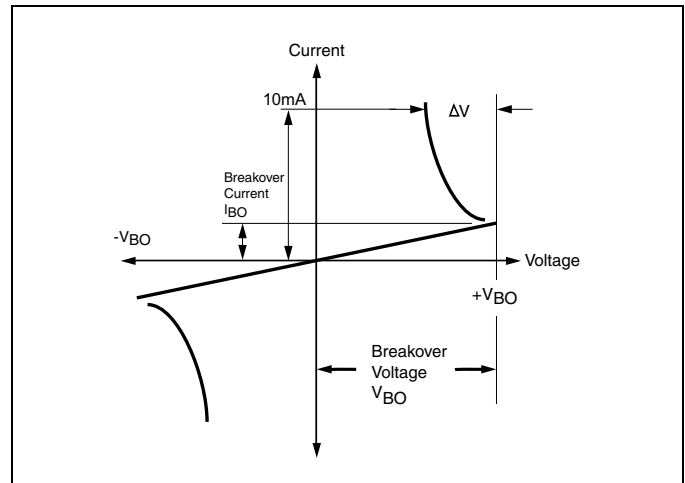 Current
10mA
ΔV
Breakover
Current
IBO
-VBO
Voltage
+VBO
Breakover
Voltage
VBO